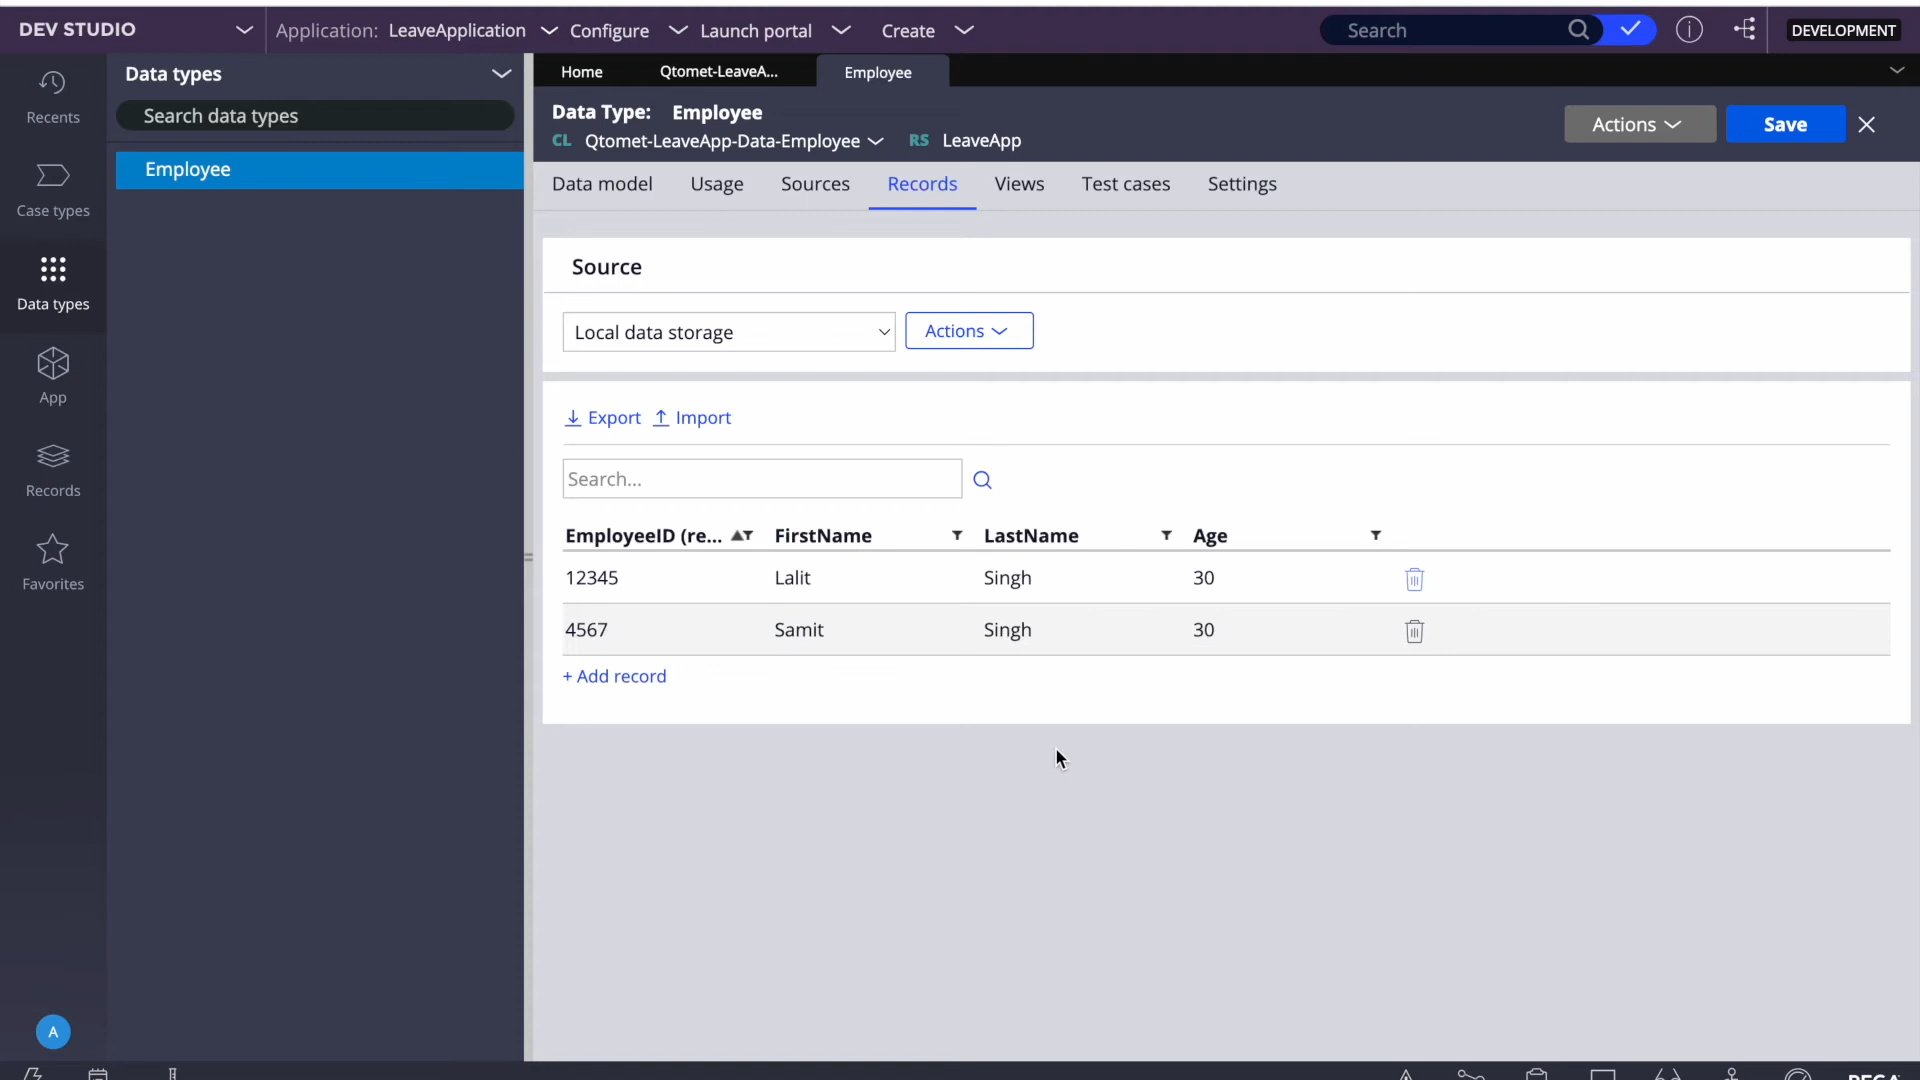 DEV STUDIO
Application: LeaveApplication
Configure
Launch portal
Create
Search
DEVELOPMENT
Recents
Case types
Data types
App
Records
Favorites
A
Data types
Search data types
Employee
Home
Qtomet-LeaveA...
Employee
Data Type: Employee
CL Qtomet-LeaveApp-Data-Employee
RS LeaveApp
Actions
Save
Data model
Usage
Sources
Records
Views
Test cases
Settings
Source
Local data storage
Actions
Export
Import
Search...
EmployeeID (re... FirstName LastName Age
12345 Lalit Singh 30
4567 Samit Singh 30
+ Add record
PEGA